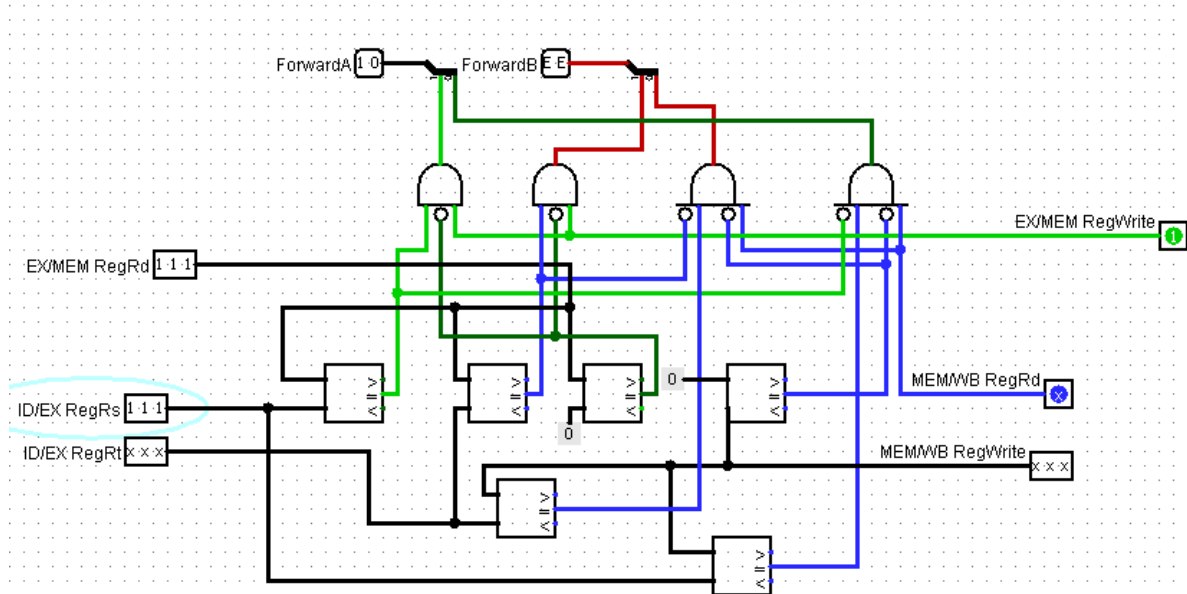 ForwardA 1 0 ForwardB E E
EX/MEM RegWrite 1
EX/MEM RegRd 1 1 1
0
MEM/WB RegRd x
ID/EX RegRs 1 1 1
0
ID/EX RegRt x x x
MEM/WB RegWrite x x x